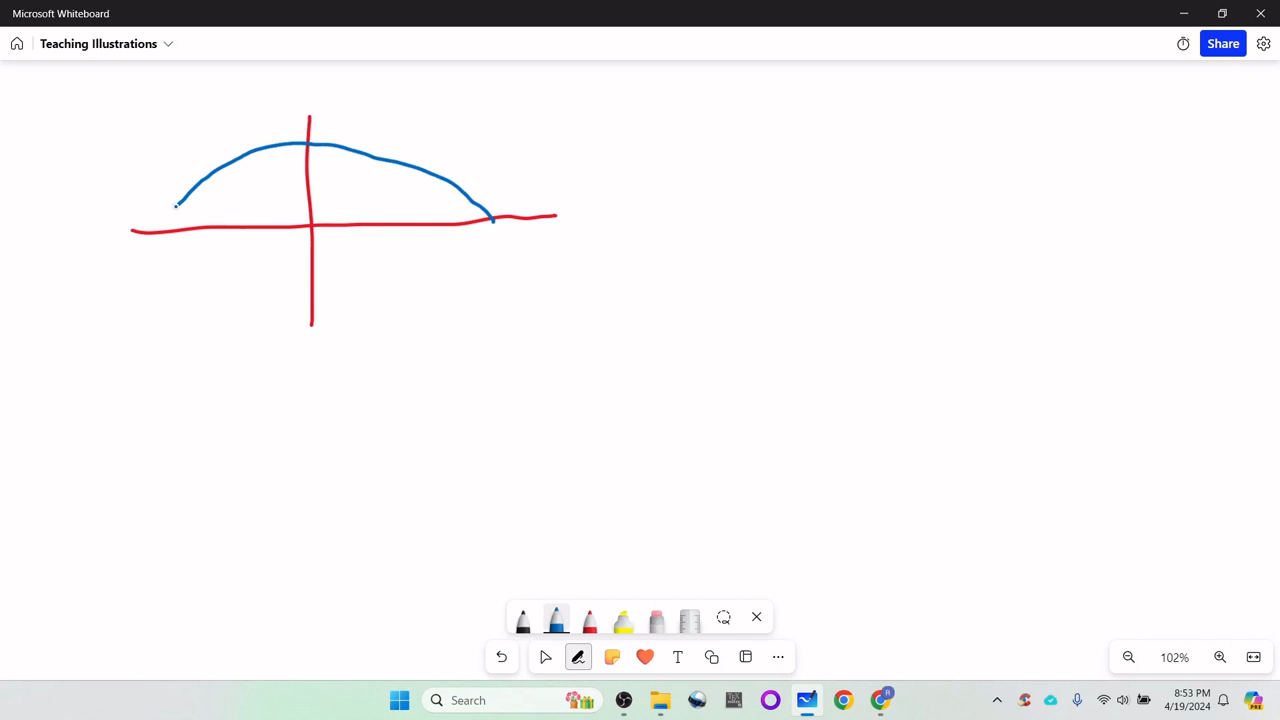 Microsoft Whiteboard
Teaching Illustrations
Share
102%
Search
8:53 PM
4/19/2024